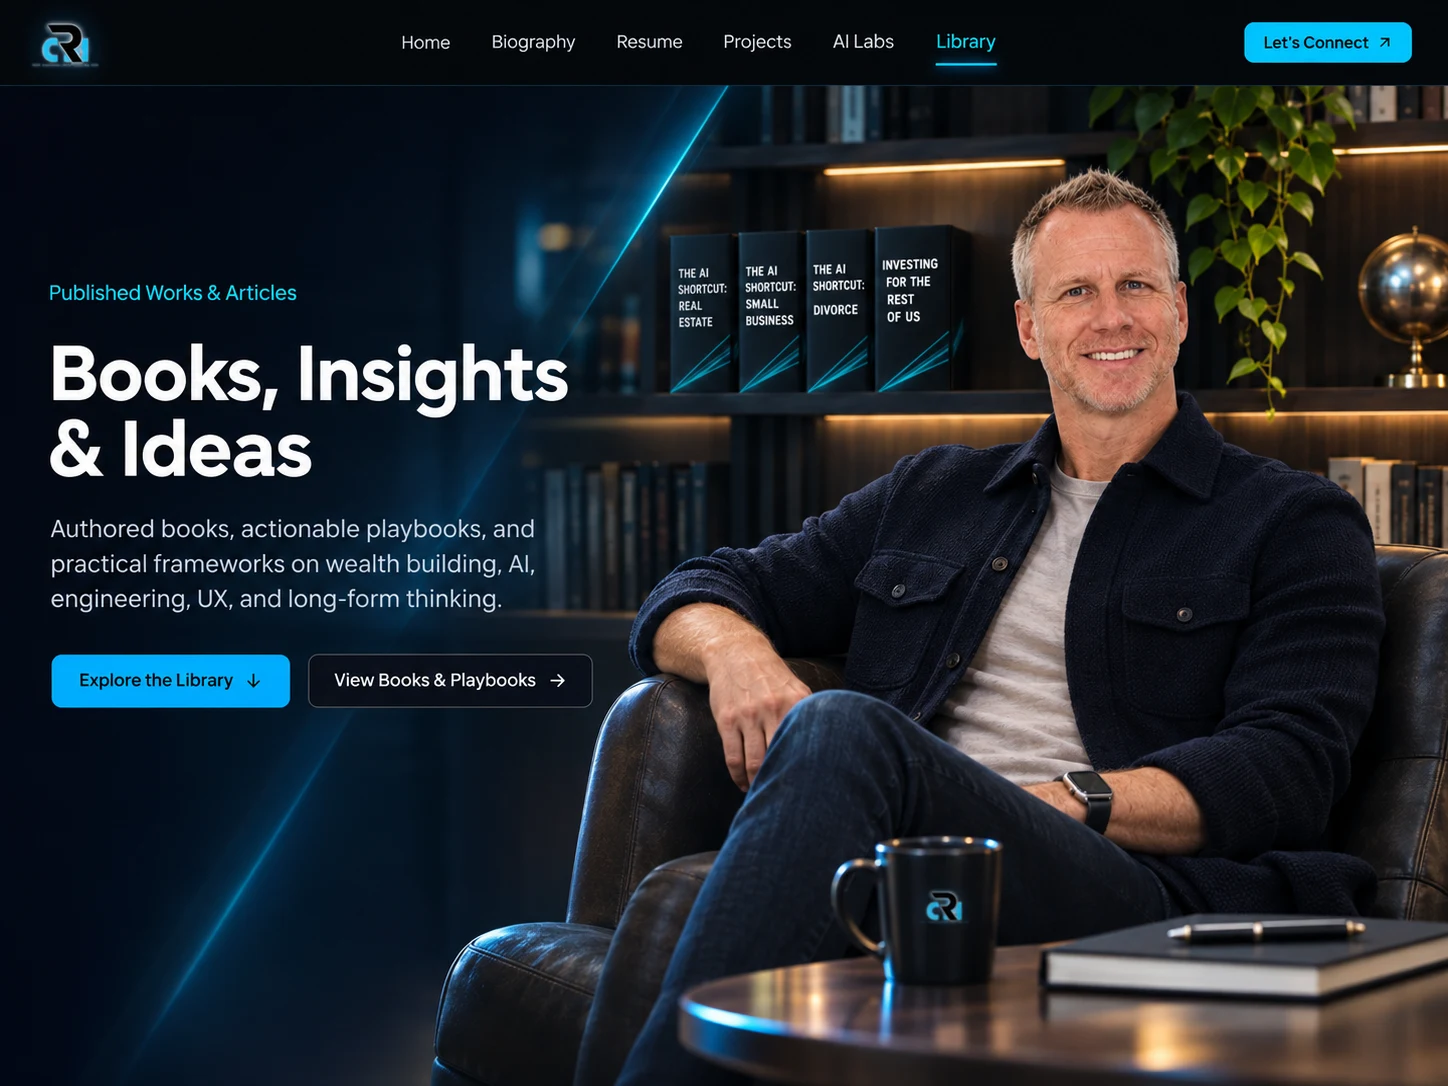 Home
Biography
Resume
Projects
AI Labs
Library
Let's Connect
Published Works & Articles
Books, Insights
& Ideas
Authored books, actionable playbooks, and
practical frameworks on wealth building, AI,
engineering, UX, and long-form thinking.
Explore the Library
View Books & Playbooks
THE AI
SHORTCUT:
REAL
ESTATE
THE AI
SHORTCUT:
SMALL
BUSINESS
THE AI
SHORTCUT:
DIVORCE
INVESTING
FOR THE
REST
OF US